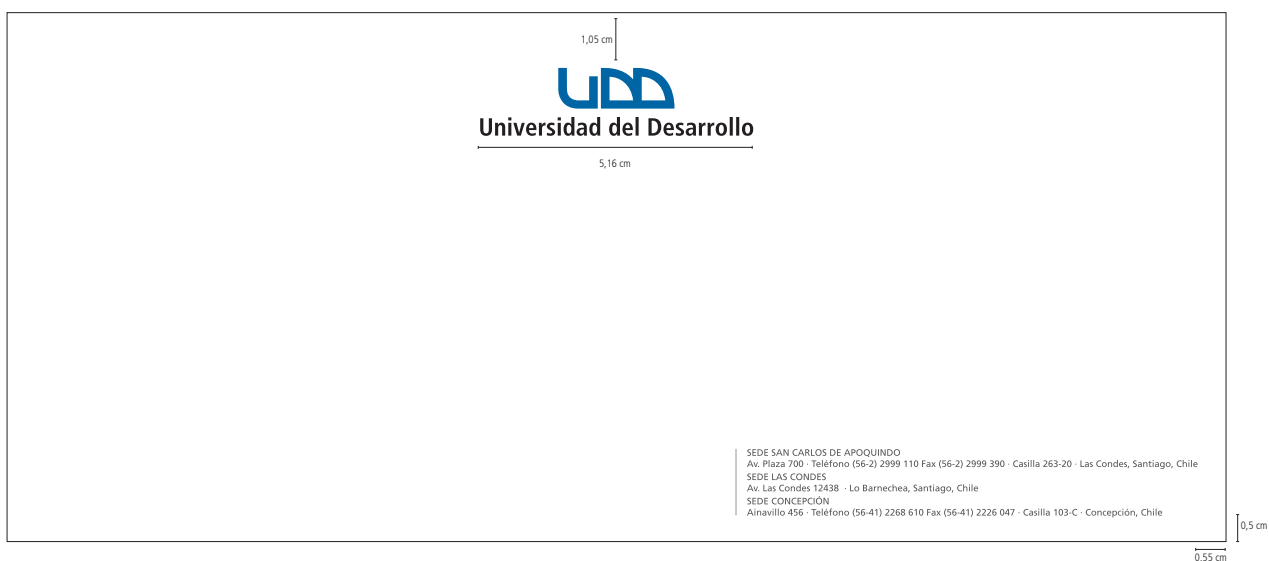 1,05 cm
UDD
Universidad del Desarrollo
5,16 cm
SEDE SAN CARLOS DE APOQUINDO
Av. Plaza 700 · Teléfono (56-2) 2999 110 Fax (56-2) 2999 390 · Casilla 263-20 · Las Condes, Santiago, Chile
SEDE LAS CONDES
Av. Las Condes 12438 · Lo Barnechea, Santiago, Chile
SEDE CONCEPCIÓN
Ainavillo 456 · Teléfono (56-41) 2268 610 Fax (56-41) 2226 047 · Casilla 103-C · Concepción, Chile
0,5 cm
0.55 cm